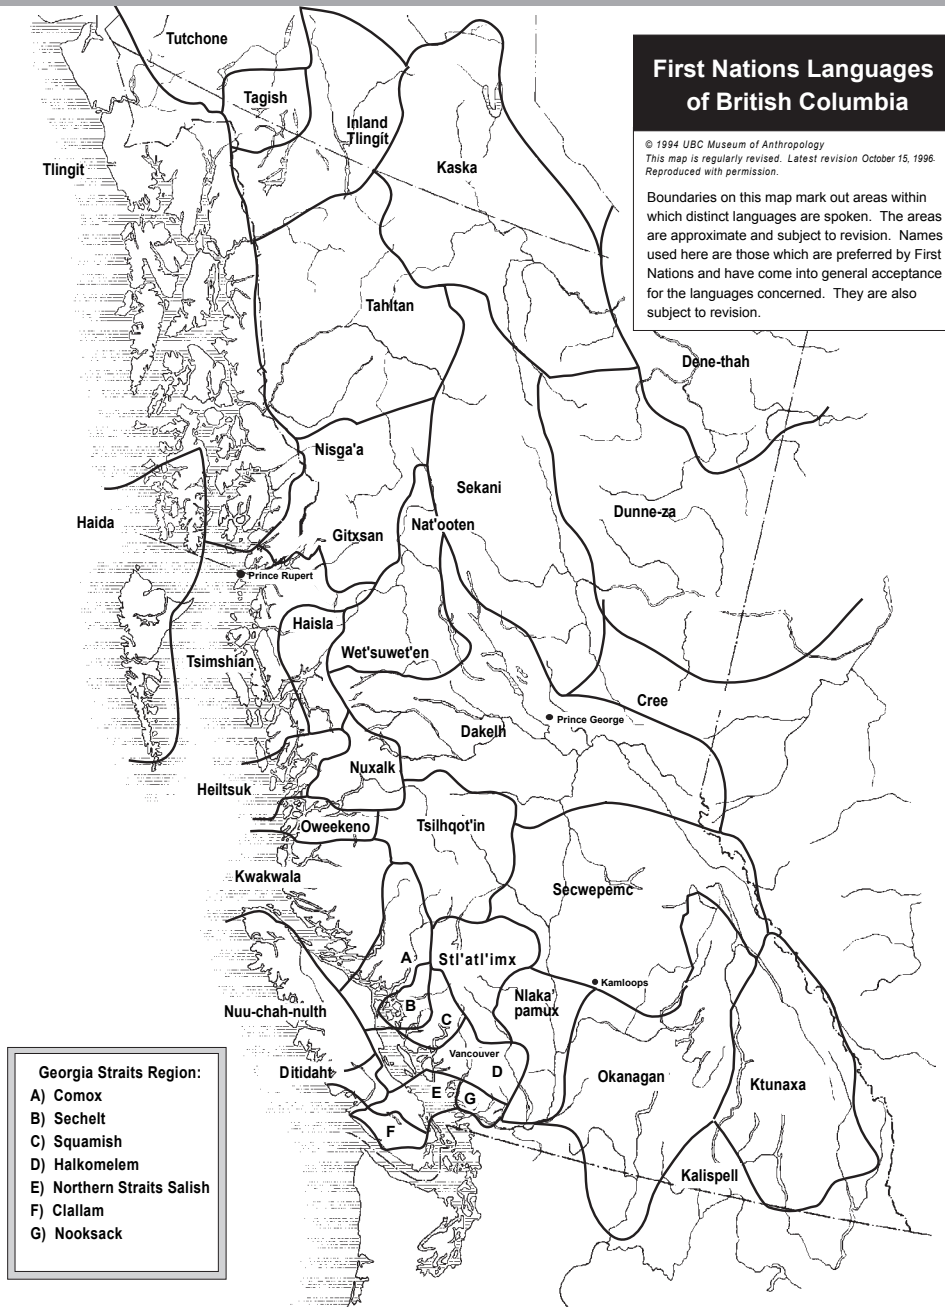 First Nations Languages
of British Columbia
© 1994 UBC Museum of Anthropology
This map is regularly revised. Latest revision October 15, 1996.
Reproduced with permission.
Boundaries on this map mark out areas within
which distinct languages are spoken. The areas
are approximate and subject to revision. Names
used here are those which are preferred by First
Nations and have come into general acceptance
for the languages concerned. They are also
subject to revision.
Tutchone
Tagish
Inland
Tlingit
Tlingit
Kaska
Tahltan
Dene-thah
Nisga'a
Sekani
Haida
Nat'ooten
Dunne-za
Gitxsan
Prince Rupert
Haisla
Wet'suwet'en
Tsimshian
Cree
Prince George
Dakelh
Nuxalk
Heiltsuk
Oweekeno
Tsilhqot'in
Kwakwala
Secwepemc
A
Stl'atl'imx
Kamloops
Nlaka'
pamux
B
C
Nuu-chah-nulth
Vancouver
D
Ditidaht
Okanagan
Ktunaxa
E
G
F
Kalispell
Georgia Straits Region:
A) Comox
B) Sechelt
C) Squamish
D) Halkomelem
E) Northern Straits Salish
F) Clallam
G) Nooksack